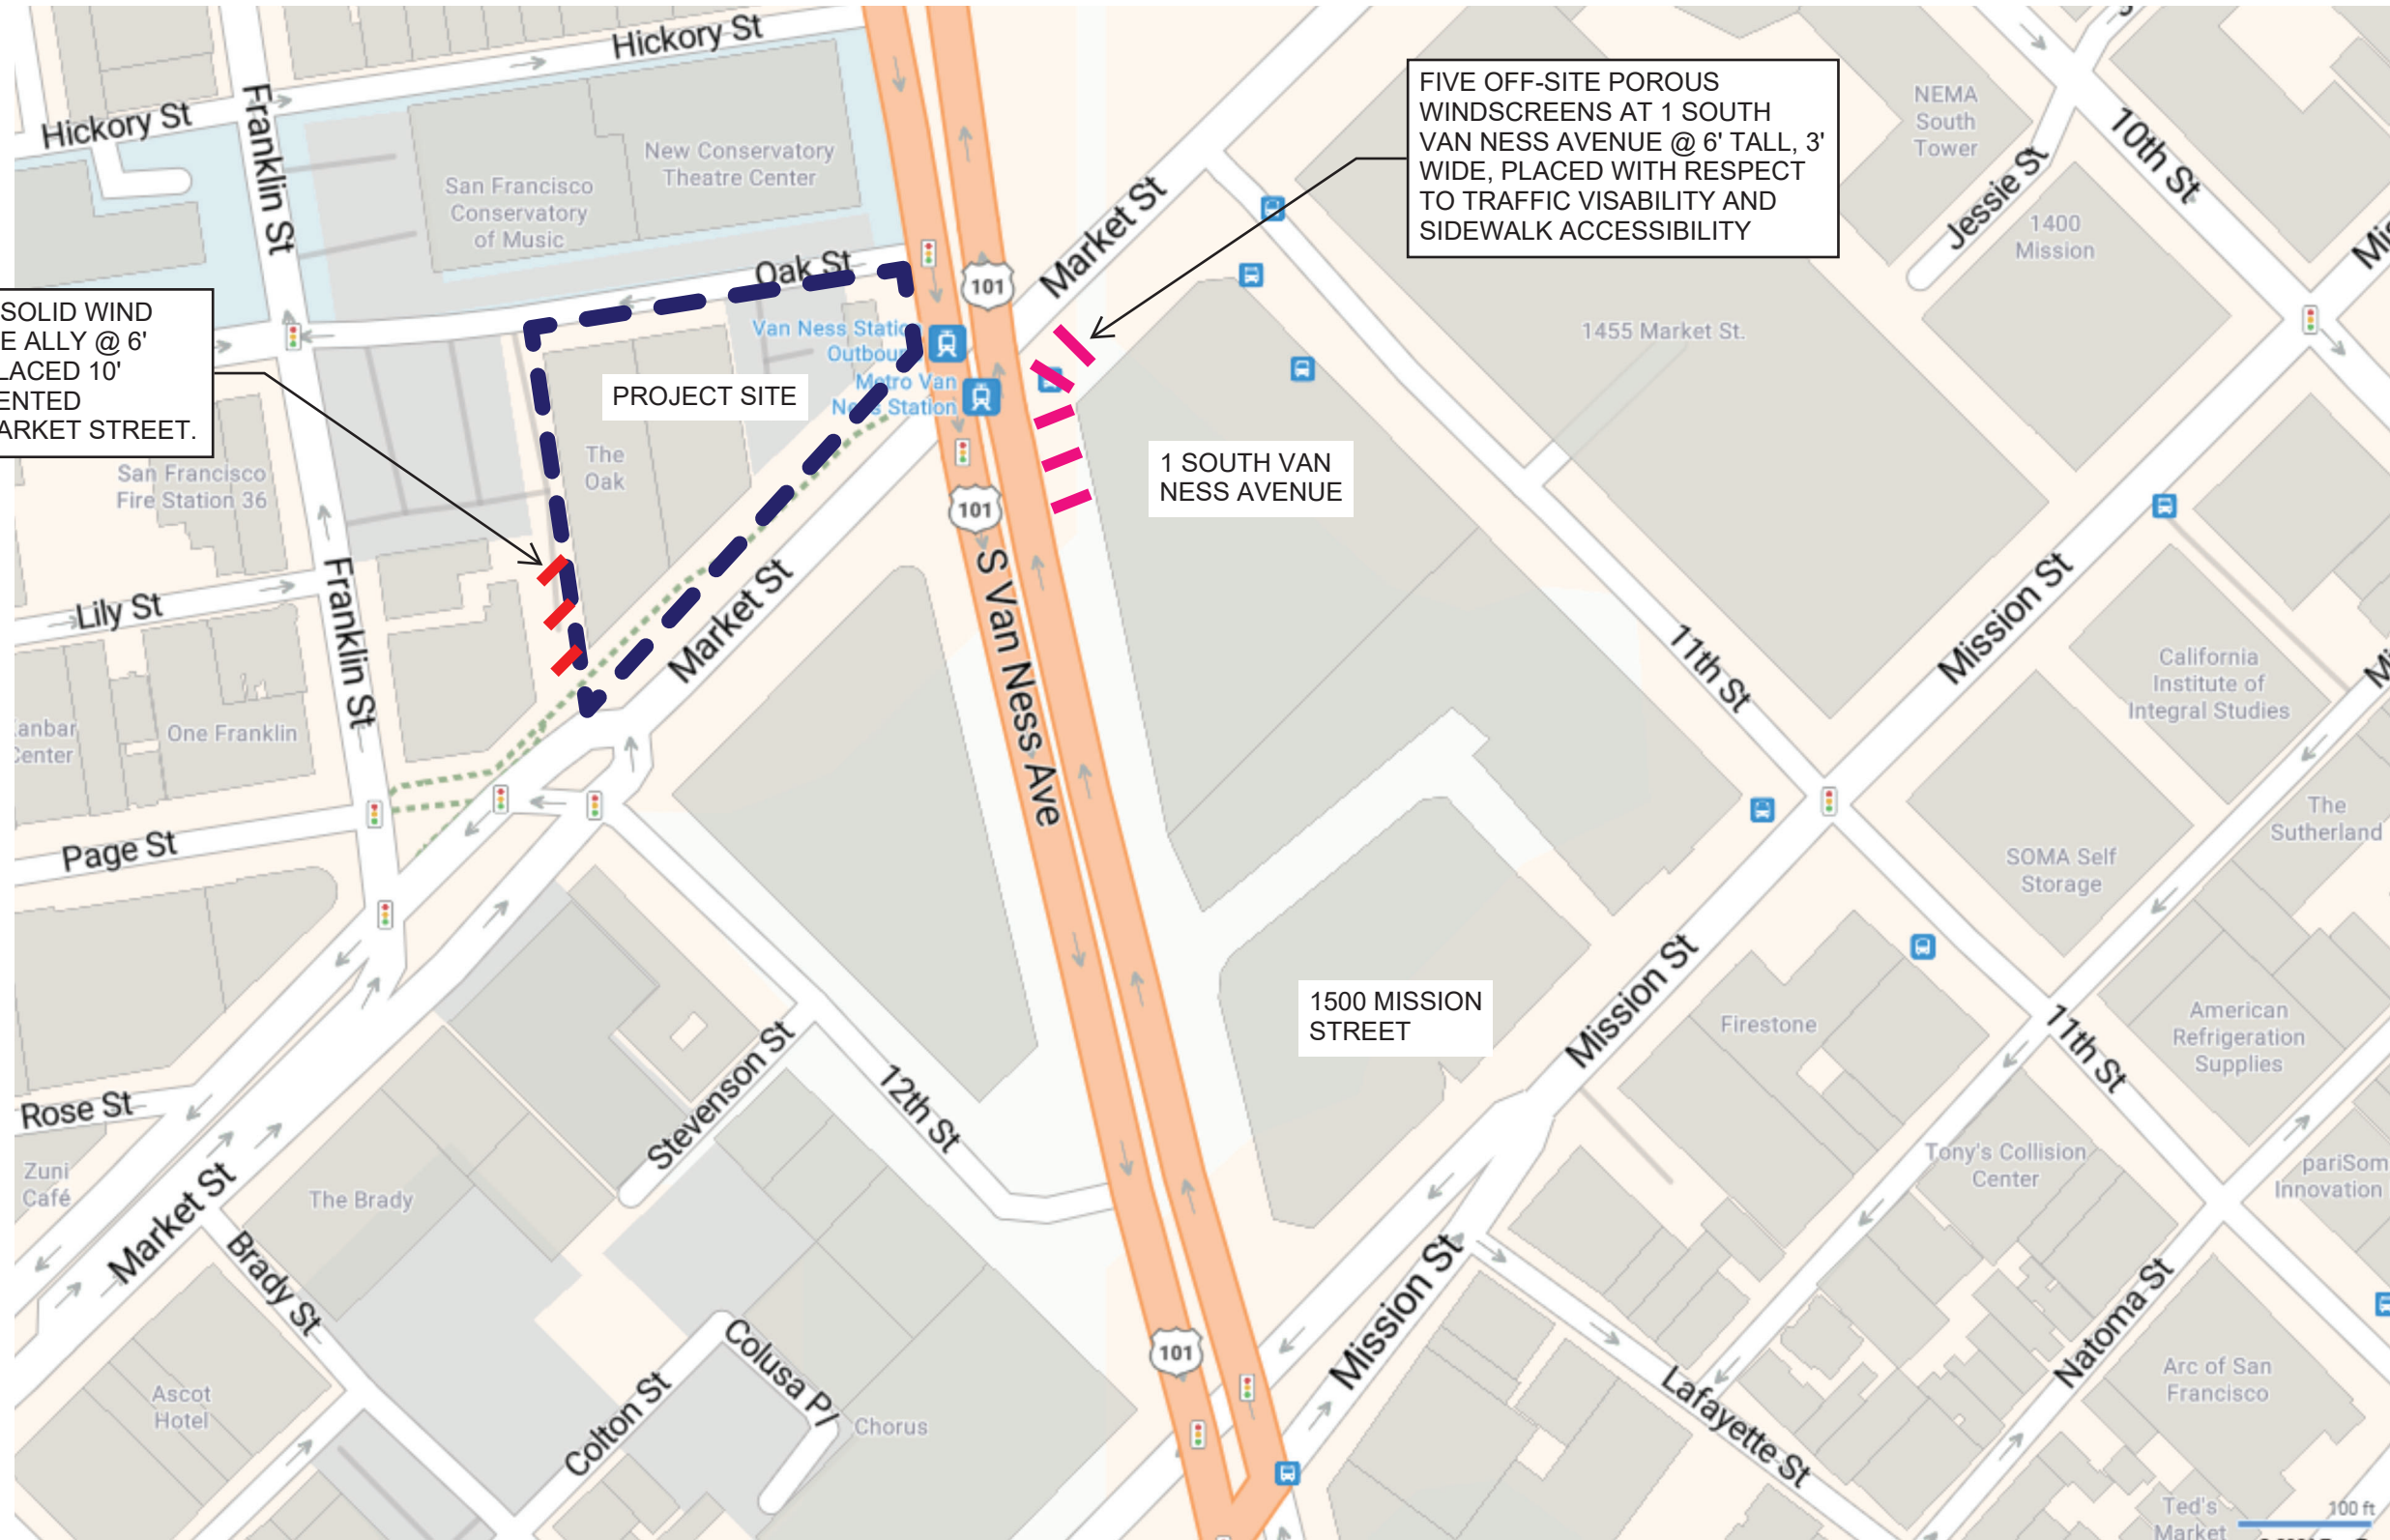 Hickory St
Hickory St
Franklin St
New Conservatory
Theatre Center
San Francisco
Conservatory
of Music
FIVE OFF-SITE POROUS
WINDSCREENS AT 1 SOUTH
VAN NESS AVENUE @ 6' TALL, 3'
WIDE, PLACED WITH RESPECT
TO TRAFFIC VISABILITY AND
SIDEWALK ACCESSIBILITY
NEMA
South
Tower
10th St
Jessie St
1400
Mission
Market St
Oak St
101
SOLID WIND
E ALLY @ 6'
LACED 10'
ENTED
ARKET STREET.
Van Ness Station
Outbound
Metro Van
Ness Station
1455 Market St.
PROJECT SITE
The
Oak
San Francisco
Fire Station 36
1 SOUTH VAN
NESS AVENUE
101
S Van Ness Ave
Lily St
Franklin St
Market St
11th St
Mission St
California
Institute of
Integral Studies
One Franklin
Center
Page St
The
Sutherland
SOMA Self
Storage
1500 MISSION
STREET
Mission St
Firestone
American
Refrigeration
Supplies
11th St
Rose St
Stevenson St
12th St
Zuni
Café
The Brady
Market St
Brady St
Tony's Collision
Center
pariSom
Innovation
Mission St
Natoma St
101
Colusa Pl
Colton St
Chorus
Lafayette St
Ascot
Hotel
Arc of San
Francisco
Ted's
Market
100 ft